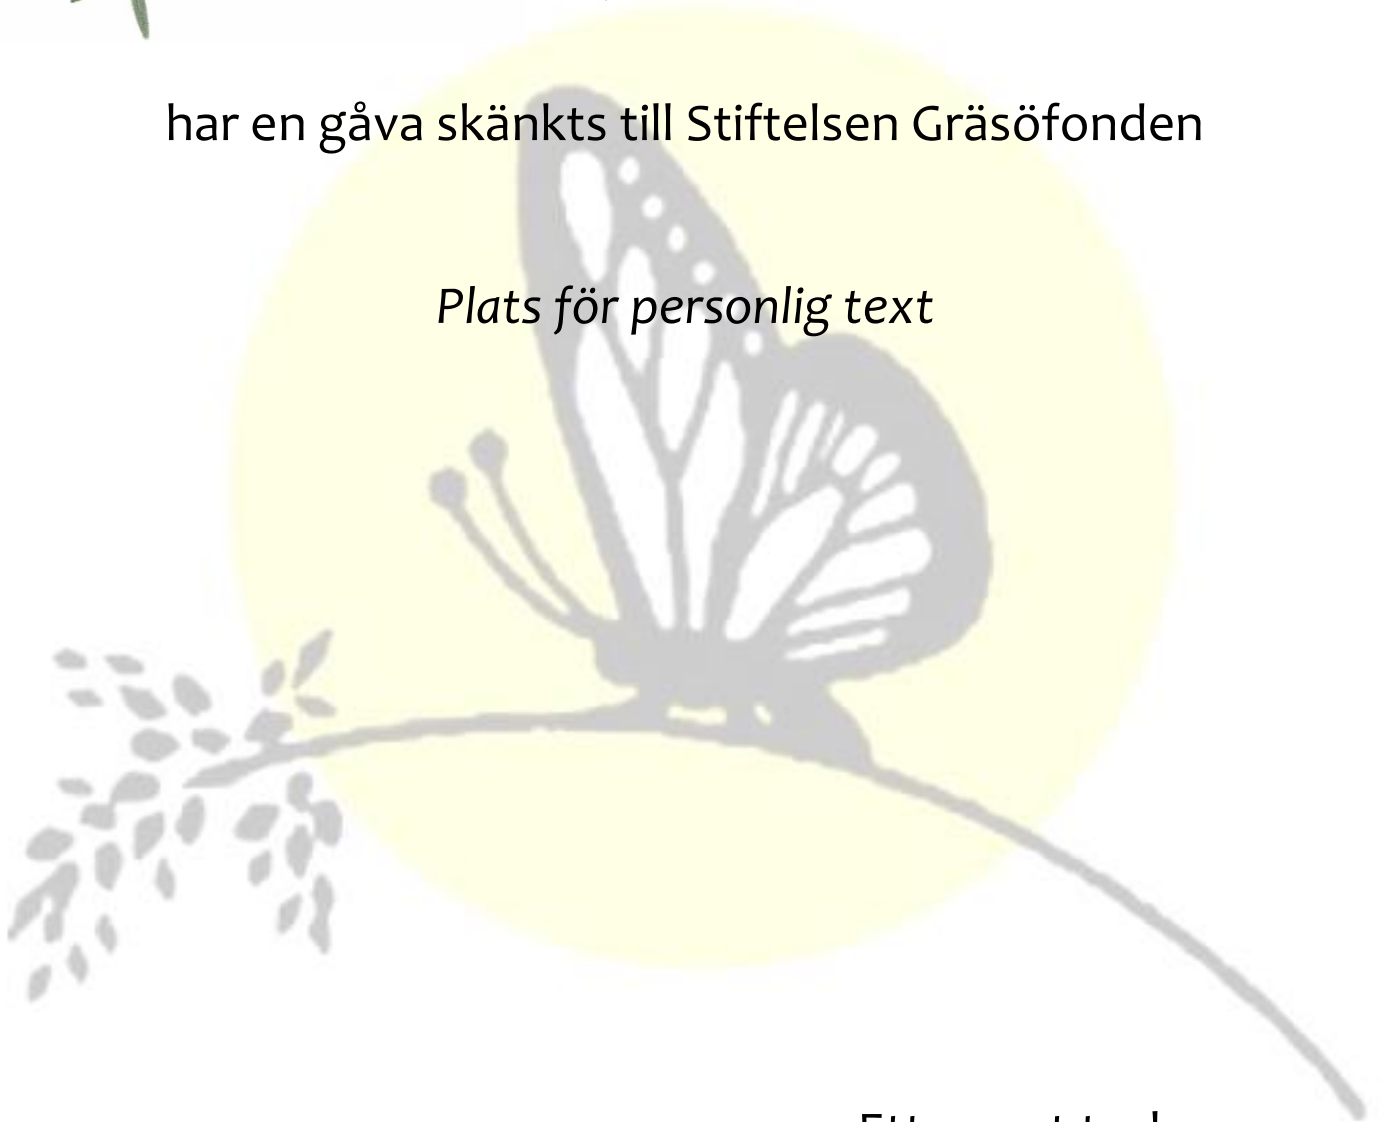 har en gåva skänkts till Stiftelsen Gräsöfonden
Plats för personlig text